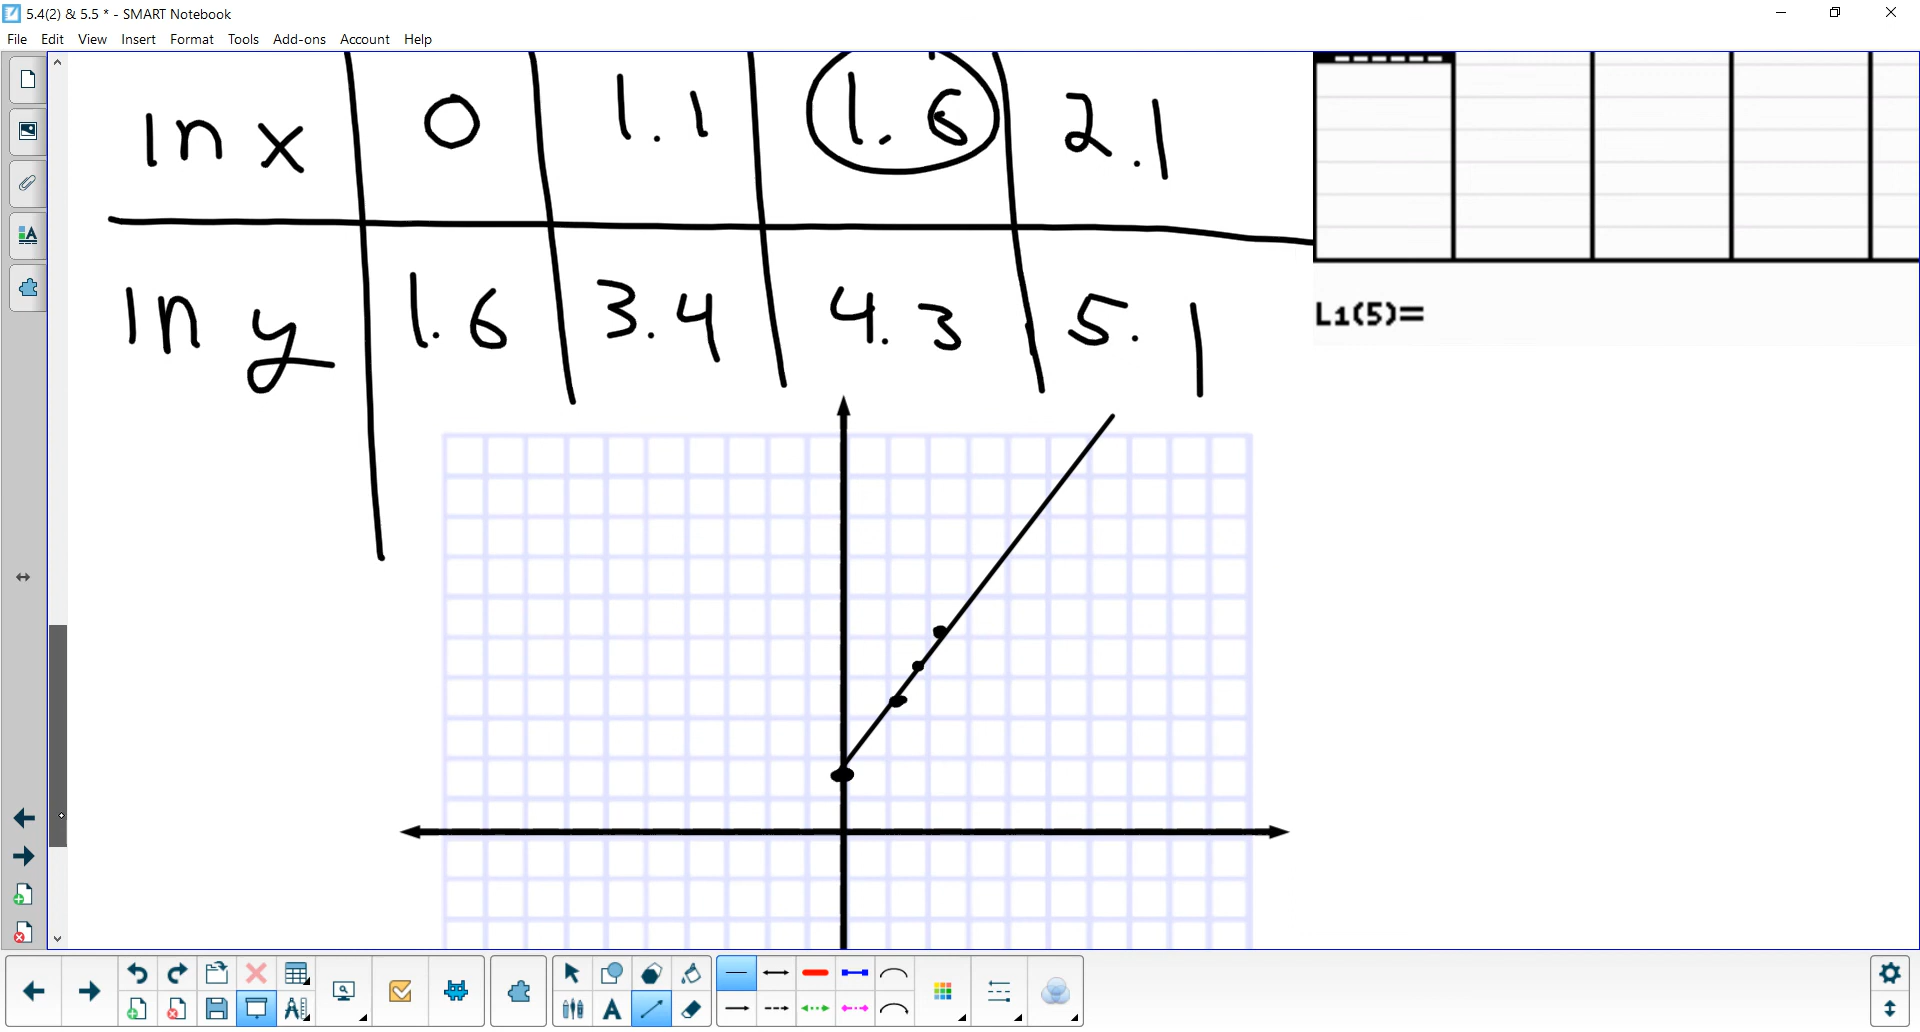 5.4(2) & 5.5 * - SMART Notebook
File Edit View Insert Format Tools Add-ons Account Help
ln x 0 1.1 1.6 2.1
ln y 1.6 3.4 4.3 5.1
L1(5)=